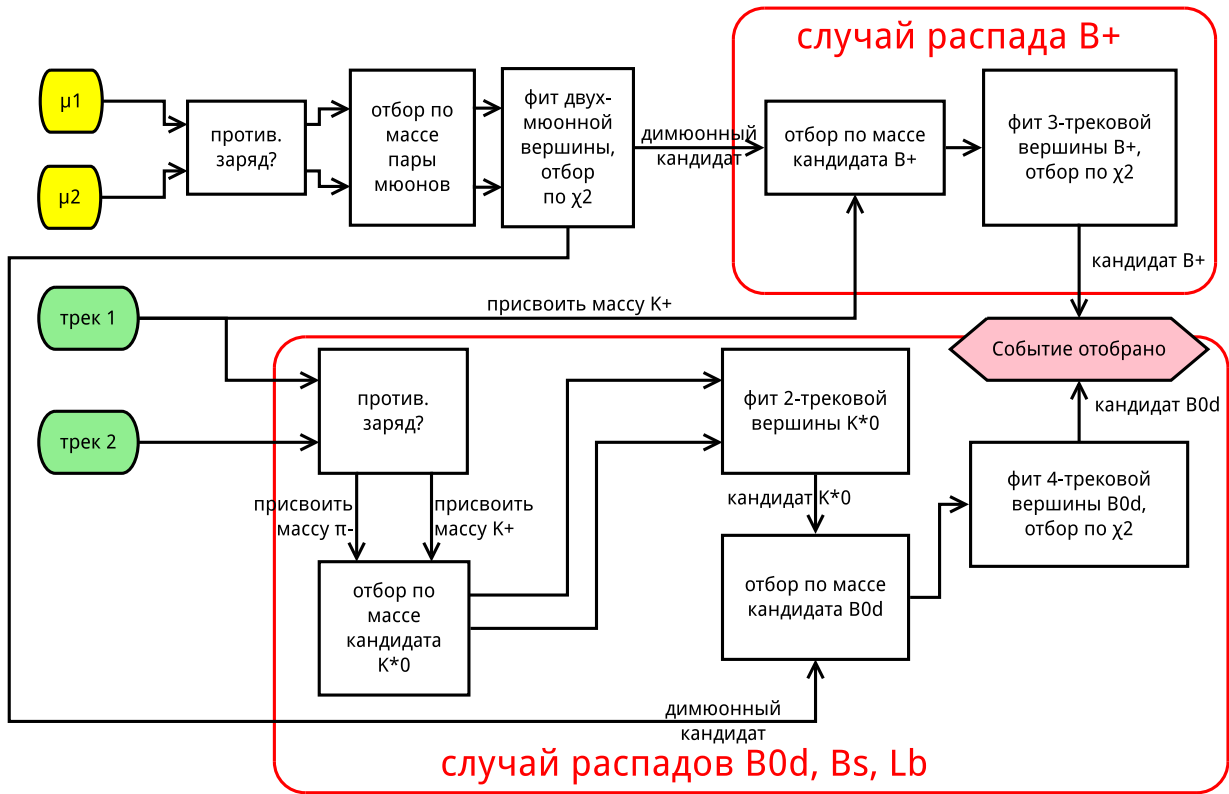 случай распада B+
μ1
μ2
против.
заряд?
отбор по
массе
пары
мюонов
фит двух-
мюонной
вершины,
отбор
по χ2
димюонный
кандидат
отбор по массе
кандидата B+
фит 3-трековой
вершины B+,
отбор по χ2
кандидат B+
трек 1
присвоить массу K+
Событие отобрано
трек 2
против.
заряд?
присвоить
массу π-
присвоить
массу K+
отбор по
массе
кандидата
K*0
фит 2-трековой
вершины K*0
кандидат K*0
отбор по массе
кандидата B0d
фит 4-трековой
вершины B0d,
отбор по χ2
кандидат B0d
димюонный
кандидат
случай распадов B0d, Bs, Lb